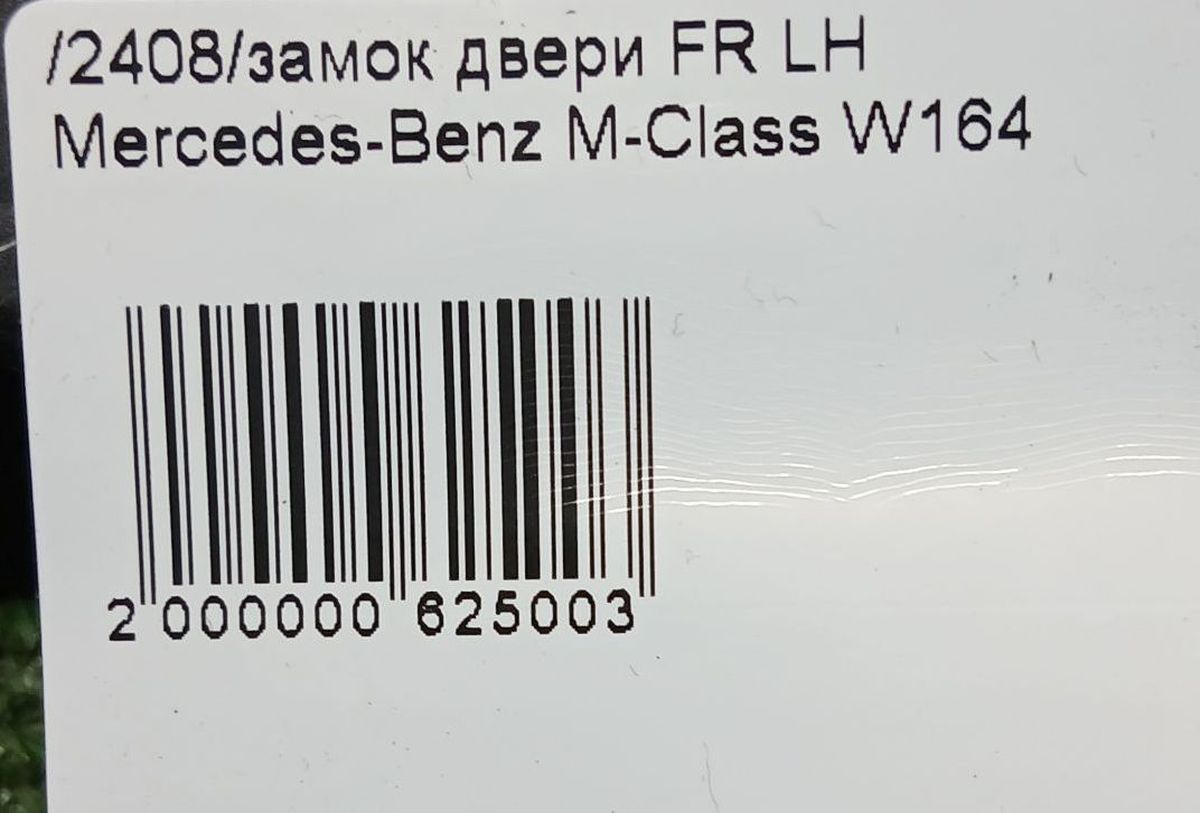 /2408/замок двери FR LH
Mercedes-Benz M-Class W164
2 000000 625003